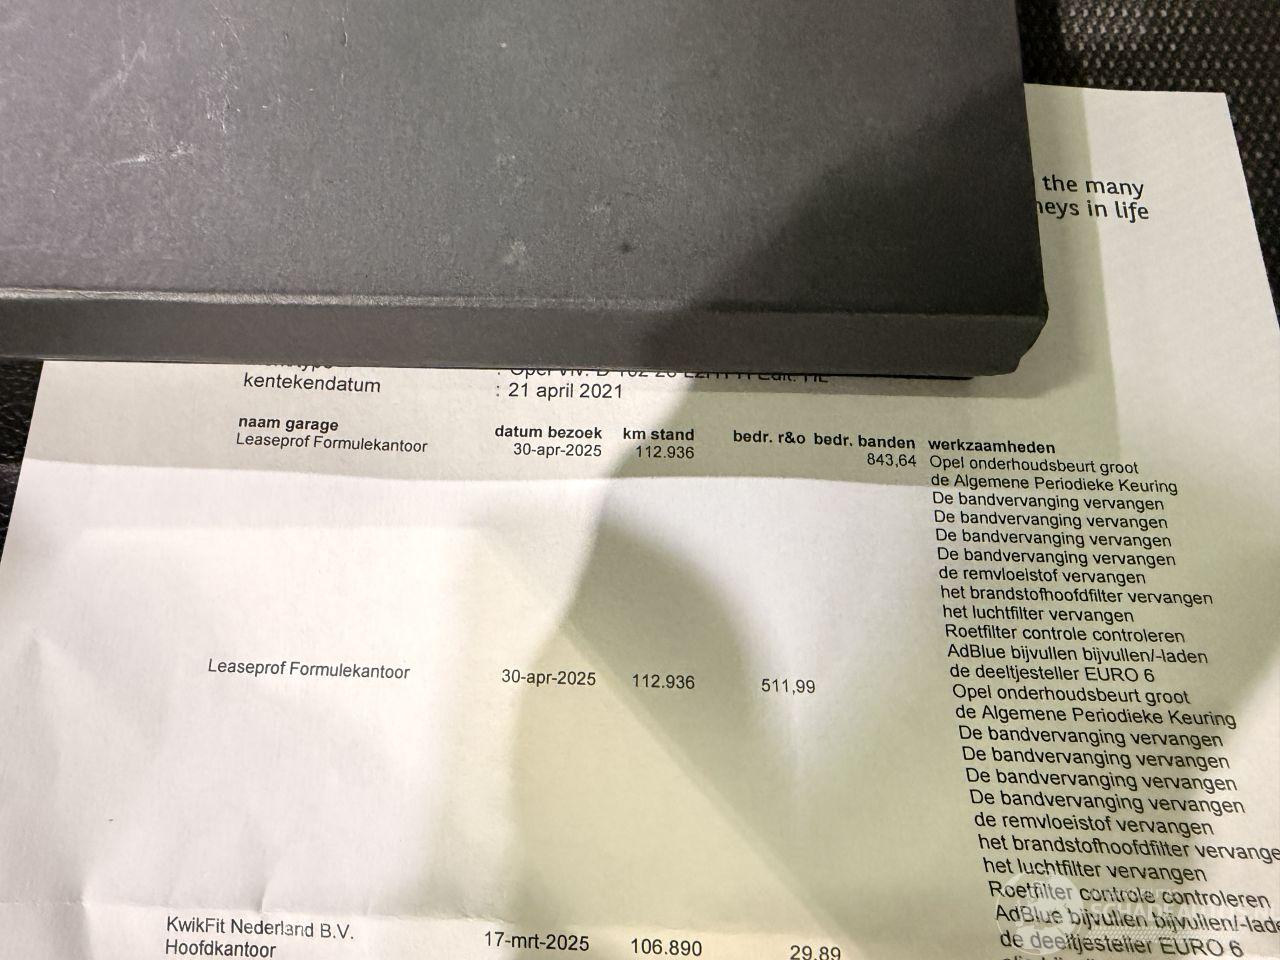 the many
neys in life
kentekendatum : 21 april 2021
naam garage datum bezoek km stand bedr. r&o bedr. banden werkzaamheden
Leaseprof Formulekantoor 30-apr-2025 112.936 843,64 Opel onderhoudsbeurt groot
de Algemene Periodieke Keuring
De bandvervanging vervangen
De bandvervanging vervangen
De bandvervanging vervangen
De bandvervanging vervangen
de remvloeistof vervangen
het brandstofhoofdfilter vervangen
het luchtfilter vervangen
Roetfilter controle controleren
AdBlue bijvullen bijvullen/-laden
de deeltjesteller EURO 6
Leaseprof Formulekantoor 30-apr-2025 112.936 511,99 Opel onderhoudsbeurt groot
de Algemene Periodieke Keuring
De bandvervanging vervangen
De bandvervanging vervangen
De bandvervanging vervangen
De bandvervanging vervangen
de remvloeistof vervangen
het brandstofhoofdfilter vervange
het luchtfilter vervangen
Roetfilter controle controleren
AdBlue bijvullen bijvullen/-lade
de deeltjesteller EURO 6
KwikFit Nederland B.V. 17-mrt-2025 106.890 29,89
Hoofdkantoor